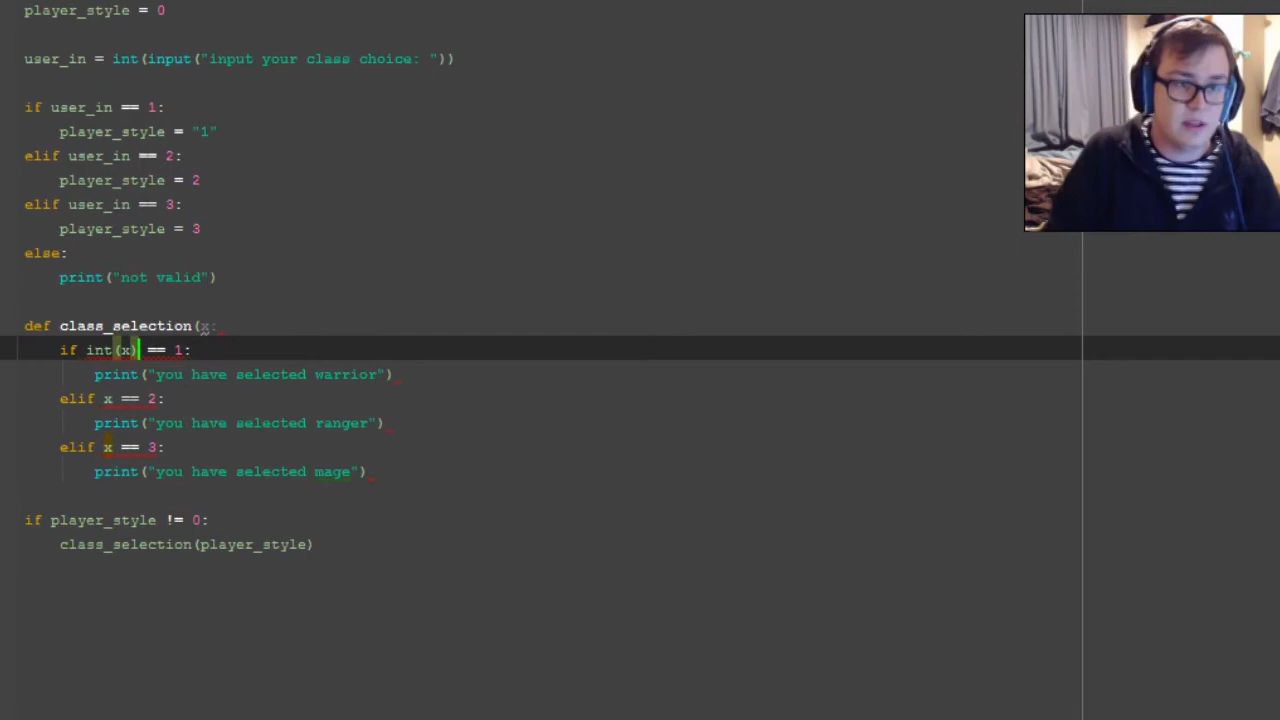 player_style = 0
user_in = int(input("input your class choice: "))
if user_in == 1:
player_style = "1"
elif user_in == 2:
player_style = 2
elif user_in == 3:
player_style = 3
else:
print("not valid")
def class_selection(x:
if int(x) == 1:
print("you have selected warrior")
elif x == 2:
print("you have selected ranger")
elif x == 3:
print("you have selected mage")
if player_style != 0:
class_selection(player_style)